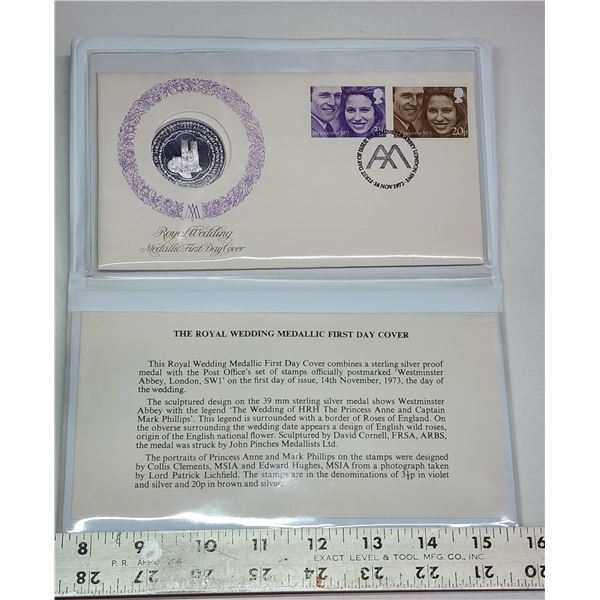 14 November 1973
November 1973
20p
FIRST DAY OF ISSUE
LONDON SW1
14 NOV 1973
Royal Wedding
Medallic First Day Cover
THE ROYAL WEDDING MEDALLIC FIRST DAY COVER
This Royal Wedding Medallic First Day Cover combines a sterling silver proof
medal with the Post Office's set of stamps officially postmarked 'Westminster
Abbey, London, SW1' on the first day of issue, 14th November, 1973, the day of
the wedding.
The sculptured design on the 39 mm sterling silver medal shows Westminster
Abbey with the legend 'The Wedding of HRH The Princess Anne and Captain
Mark Phillips'. This legend is surrounded with a border of Roses of England. On
the obverse surrounding the wedding date appears a design of English wild roses,
origin of the English national flower. Sculptured by David Cornell, FRSA, ARBS,
the medal was struck by John Pinches Medallists Ltd.
The portraits of Princess Anne and Mark Phillips on the stamps were designed
by Collis Clements, MSIA and Edward Hughes, MSIA from a photograph taken
by Lord Patrick Lichfield. The stamps are in the denominations of 3½p in violet
and silver and 20p in brown and silver.
8 9 10 11 12 13 14 15 16
P. R. EXACT LEVEL & TOOL MFG. CO., INC.
28 27 26 25 24 23 22 21 20